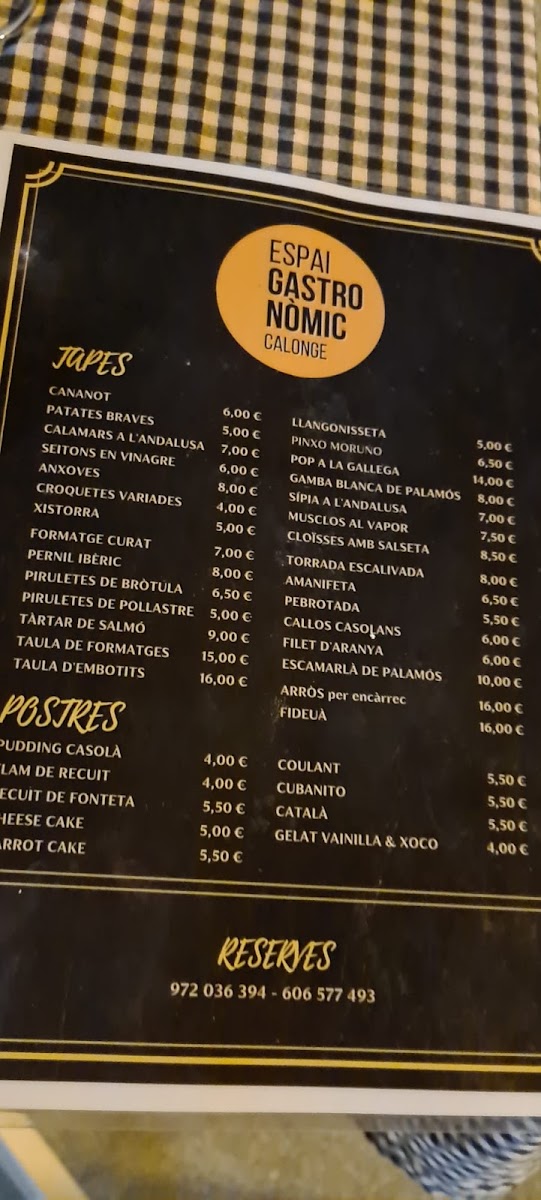 ESPAI
GASTRO
NÒMIC
CALONGE
TAPES
CANANOT 6,00 €
PATATES BRAVES 5,00 €
CALAMARS A L'ANDALUSA 7,00 €
SEITONS EN VINAGRE 6,00 €
ANXOVES 8,00 €
CROQUETES VARIADES 4,00 €
XISTORRA 5,00 €
FORMATGE CURAT 7,00 €
PERNIL IBÈRIC 8,00 €
PIRULETES DE BRÒTULA 6,50 €
PIRULETES DE POLLASTRE 5,00 €
TÀRTAR DE SALMÓ 9,00 €
TAULA DE FORMATGES 15,00 €
TAULA D'EMBOTITS 16,00 €
LLANGONISSETA 5,00 €
PINXO MORUNO 6,50 €
POP A LA GALLEGA 14,00 €
GAMBA BLANCA DE PALAMÓS 8,00 €
SÍPIA A L'ANDALUSA 7,00 €
MUSCLOS AL VAPOR 7,50 €
CLOÏSSES AMB SALSETA 8,50 €
TORRADA ESCALIVADA 8,00 €
AMANIFETA 6,50 €
PEBROTADA 5,50 €
CALLOS CASOLANS 6,00 €
FILET D'ARANYA 6,00 €
ESCAMARLÀ DE PALAMÓS 10,00 €
ARRÒS per encàrrec 16,00 €
FIDEUÀ 16,00 €
POSTRES
PUDDING CASOLÀ 4,00 €
LAM DE RECUIT 4,00 €
ECUÏT DE FONTETA 5,50 €
HEESE CAKE 5,00 €
ARROT CAKE 5,50 €
COULANT 5,50 €
CUBANITO 5,50 €
CATALÀ 5,50 €
GELAT VAINILLA & XOCO 4,00 €
RESERVES
972 036 394 - 606 577 493